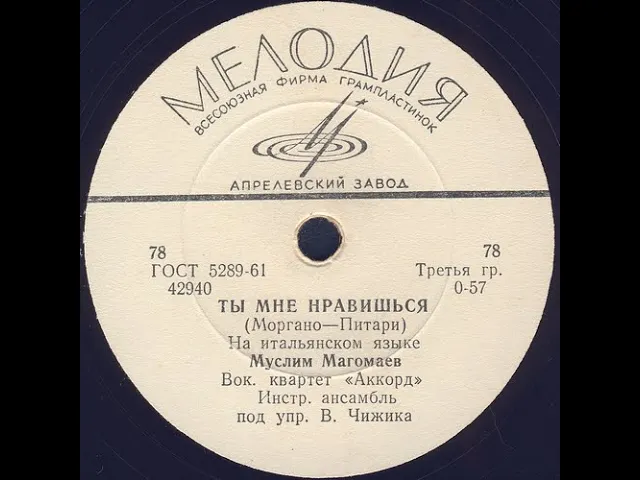 МЕЛОДИЯ
ВСЕСОЮЗНАЯ ФИРМА ГРАМПЛАСТИНОК
АПРЕЛЕВСКИЙ ЗАВОД
78 78
ГОСТ 5289-61 Третья гр.
42940 0-57
ТЫ МНЕ НРАВИШЬСЯ
(Моргано—Питари)
На итальянском языке
Муслим Магомаев
Вок. квартет «Аккорд»
Инстр. ансамбль
под упр. В. Чижика